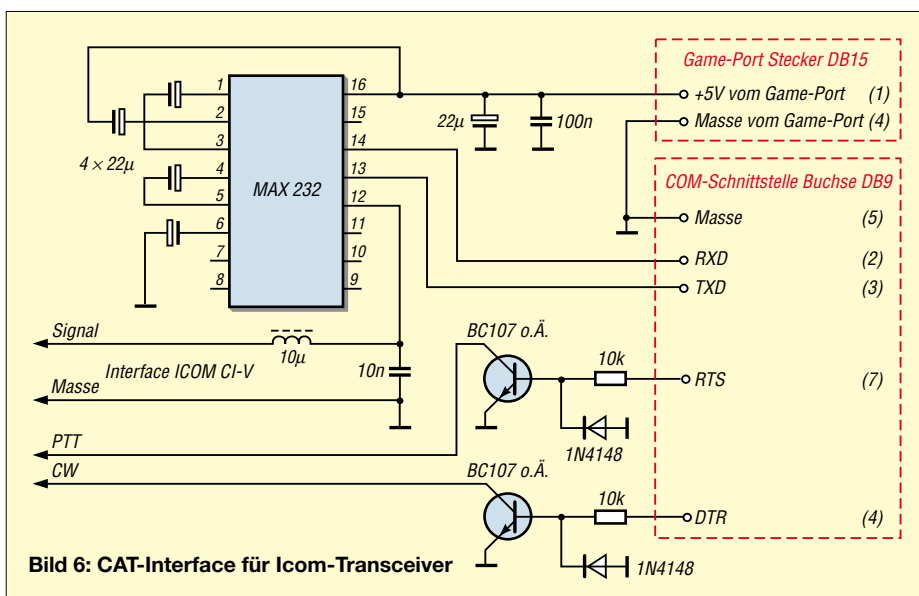 Game-Port Stecker DB15
+5V vom Game-Port (1)
Masse vom Game-Port (4)
COM-Schnittstelle Buchse DB9
Masse (5)
RXD (2)
TXD (3)
RTS (7)
DTR (4)
1
2
3
4
5
6
7
8
16
15
14
13
12
11
10
9
MAX 232
4 × 22µ
22µ
100n
Signal
10µ
10n
Interface ICOM CI-V
Masse
PTT
CW
BC107 o.Ä.
10k
1N4148
BC107 o.Ä.
10k
1N4148
Bild 6: CAT-Interface für Icom-Transceiver